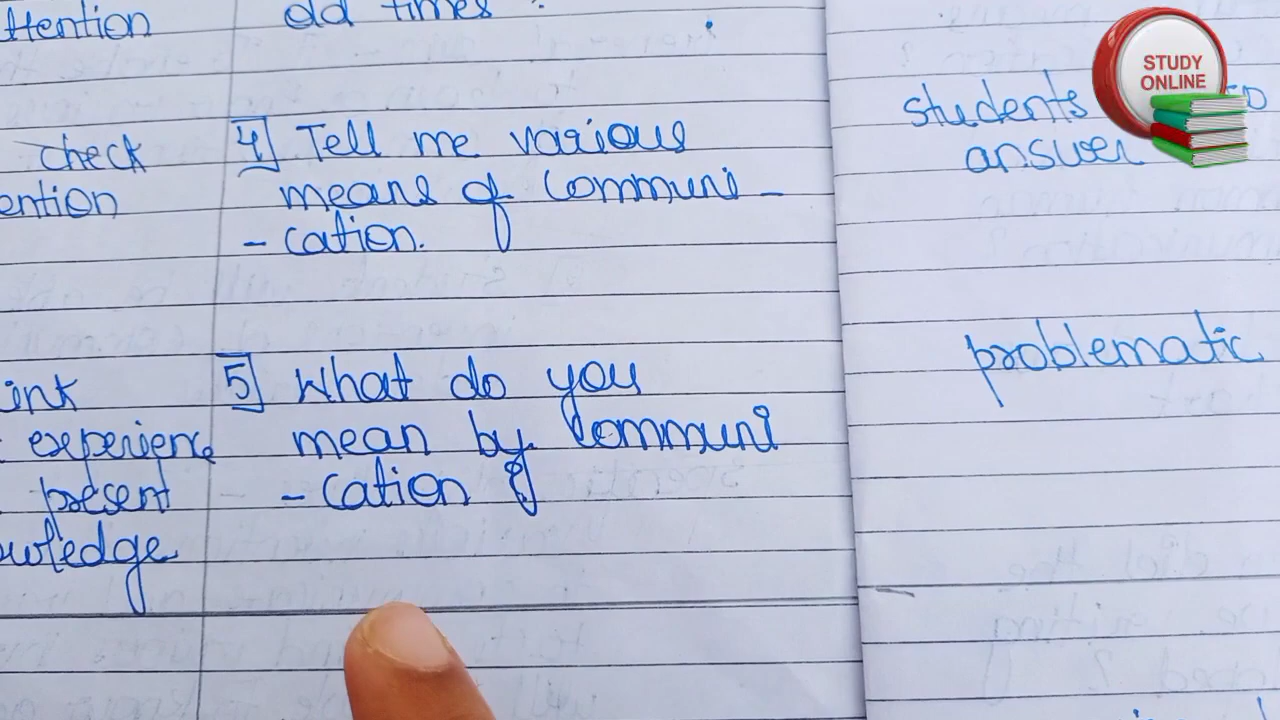 ttention
old times ?
check
ention
4] Tell me various
means of communi -
- cation.
ink
experience
present
owledge
5] What do you
mean by communi
- cation ?
students
answer
problematic
STUDY
ONLINE